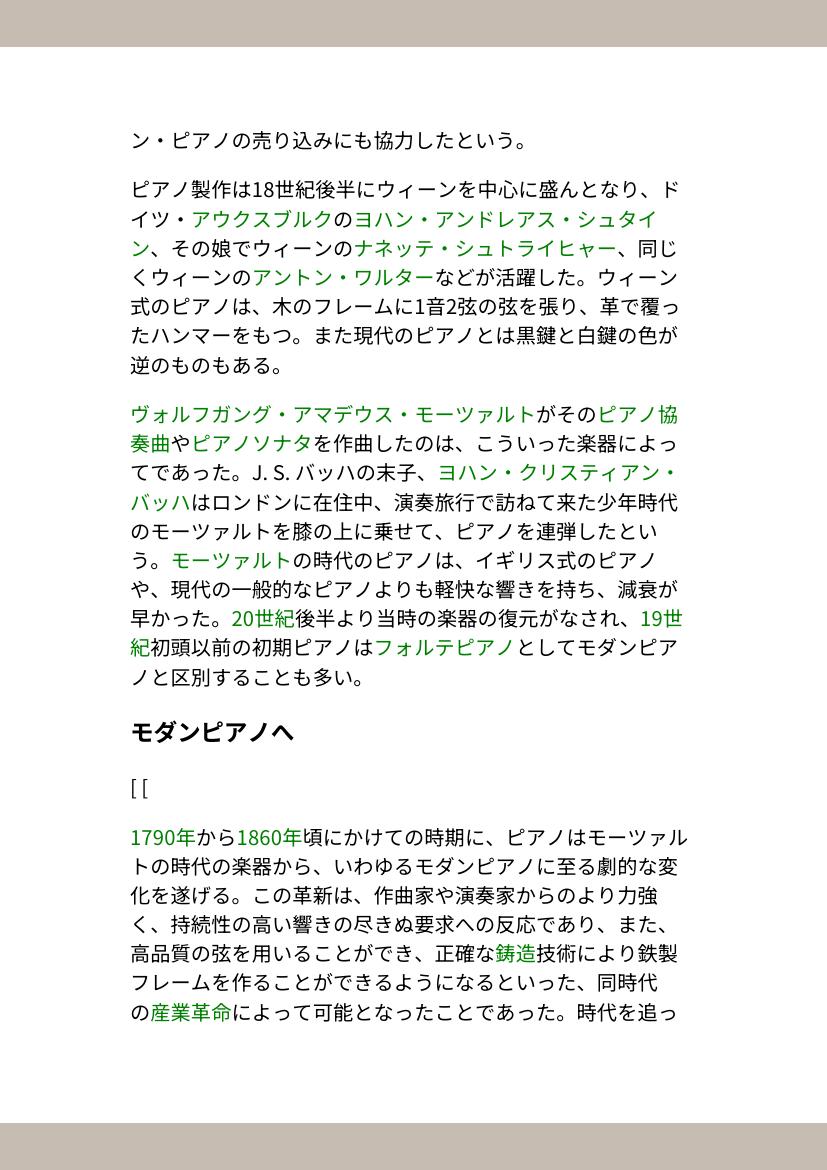 ン・ピアノの売り込みにも協力したという。
ピアノ製作は18世紀後半にウィーンを中心に盛んとなり、ド
イツ・アウクスブルクのヨハン・アンドレアス・シュタイ
ン、その娘でウィーンのナネッテ・シュトライヒャー、同じ
くウィーンのアントン・ワルターなどが活躍した。ウィーン
式のピアノは、木のフレームに1音2弦の弦を張り、革で覆っ
たハンマーをもつ。また現代のピアノとは黒鍵と白鍵の色が
逆のものもある。
ヴォルフガング・アマデウス・モーツァルトがそのピアノ協
奏曲やピアノソナタを作曲したのは、こういった楽器によっ
てであった。J. S. バッハの末子、ヨハン・クリスティアン・
バッハはロンドンに在住中、演奏旅行で訪ねて来た少年時代
のモーツァルトを膝の上に乗せて、ピアノを連弾したとい
う。モーツァルトの時代のピアノは、イギリス式のピアノ
や、現代の一般的なピアノよりも軽快な響きを持ち、減衰が
早かった。20世紀後半より当時の楽器の復元がなされ、19世
紀初頭以前の初期ピアノはフォルテピアノとしてモダンピア
ノと区別することも多い。
モダンピアノへ
[ [
1790年から1860年頃にかけての時期に、ピアノはモーツァル
トの時代の楽器から、いわゆるモダンピアノに至る劇的な変
化を遂げる。この革新は、作曲家や演奏家からのより力強
く、持続性の高い響きの尽きぬ要求への反応であり、また、
高品質の弦を用いることができ、正確な鋳造技術により鉄製
フレームを作ることができるようになるといった、同時代
の産業革命によって可能となったことであった。時代を追っ